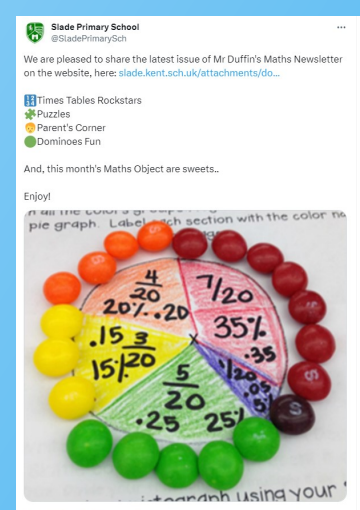 Slade Primary School
@SladePrimarySch
We are pleased to share the latest issue of Mr Duffin's Maths Newsletter
on the website, here: slade.kent.sch.uk/attachments/do...
Times Tables Rockstars
Puzzles
Parent's Corner
Dominoes Fun
And, this month's Maths Object are sweets..
Enjoy!
pie graph. Label each section with the color
4/20
20% .20
7/20
35%
.35
.15 3/20
15%
1/20
.05
5%
5/20
.25 25%
graph using your